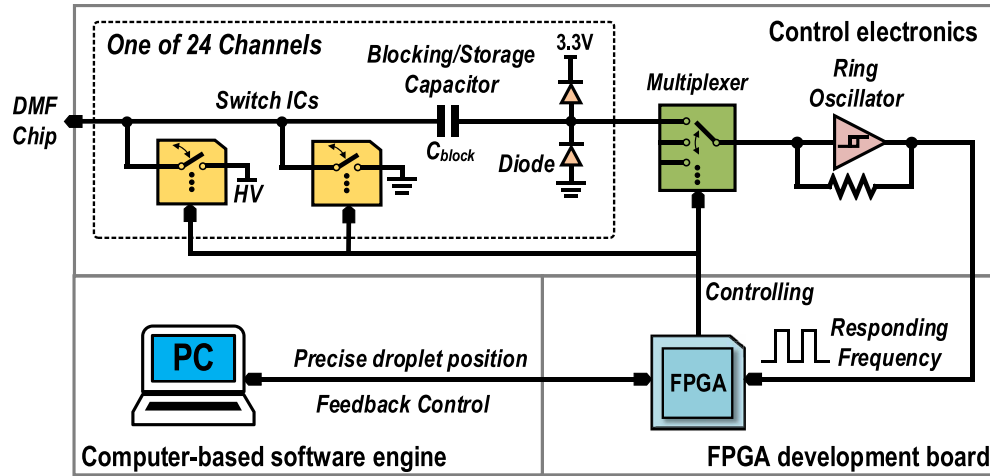 One of 24 Channels
Blocking/Storage
Capacitor
3.3V
Control electronics
Ring
Oscillator
Multiplexer
DMF
Chip
Switch ICs
Cblock
Diode
HV
Controlling
Responding
Frequency
PC
Precise droplet position
Feedback Control
FPGA
Computer-based software engine
FPGA development board